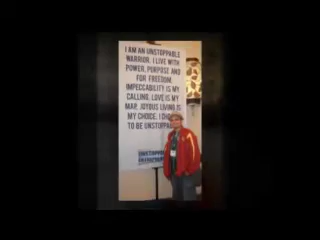 I AM AN UNSTOPPABLE
WARRIOR. I LIVE WITH
POWER, PURPOSE AND
FOR FREEDOM.
IMPECCABILITY IS MY
CALLING. LOVE IS MY
MAP. JOYOUS LIVING IS
MY CHOICE. I
TO BE
UNSTOPPABLE